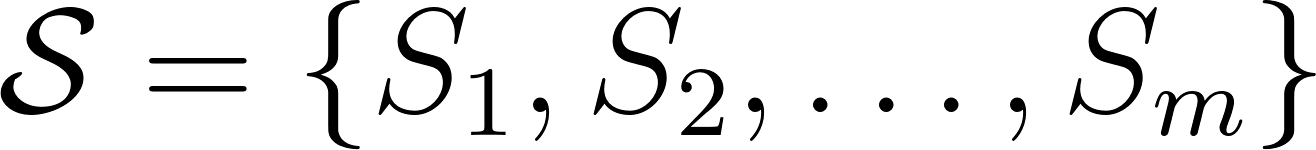 𝒮 = {S₁, S₂, . . . , Sₘ}